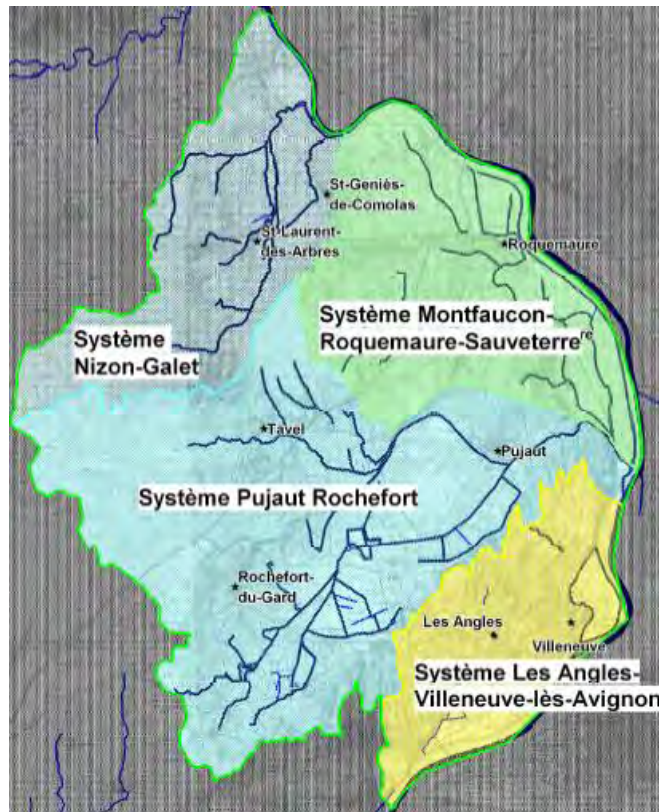 St-Geniès-
de-Comolas
St-Laurent-
des-Arbres
Roquemaure
Système Montfaucon-
Roquemaure-Sauveterre
re
Système
Nizon-Galet
Tavel
Pujaut
Système Pujaut Rochefort
Rochefort-
du-Gard
Les Angles
Villeneuve
Système Les Angles-
Villeneuve-lès-Avignon